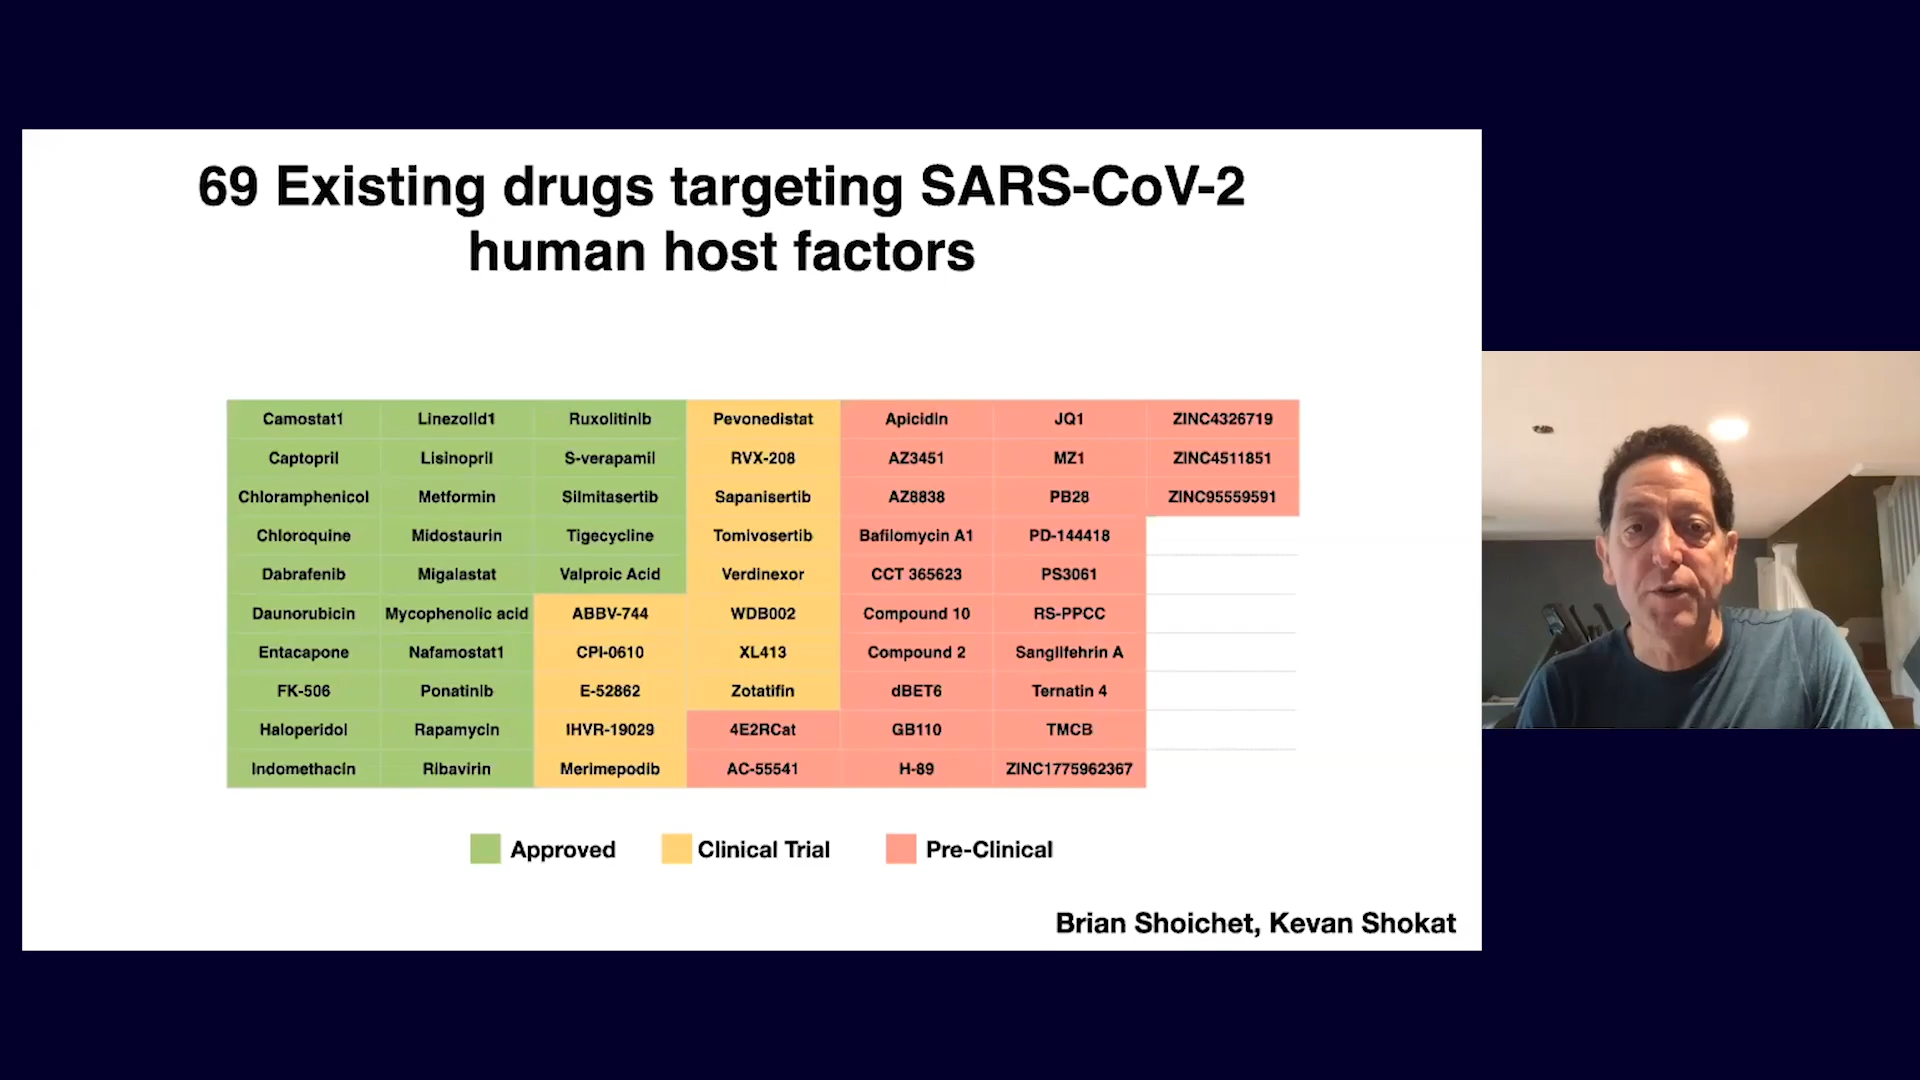 69 Existing drugs targeting SARS-CoV-2
human host factors
Camostat1 Linezolid1 Ruxolitinib Pevonedistat Apicidin JQ1 ZINC4326719
Captopril Lisinopril S-verapamil RVX-208 AZ3451 MZ1 ZINC4511851
Chloramphenicol Metformin Silmitasertib Sapanisertib AZ8838 PB28 ZINC95559591
Chloroquine Midostaurin Tigecycline Tomivosertib Bafilomycin A1 PD-144418
Dabrafenib Migalastat Valproic Acid Verdinexor CCT 365623 PS3061
Daunorubicin Mycophenolic acid ABBV-744 WDB002 Compound 10 RS-PPCC
Entacapone Nafamostat1 CPI-0610 XL413 Compound 2 Sanglifehrin A
FK-506 Ponatinib E-52862 Zotatifin dBET6 Ternatin 4
Haloperidol Rapamycin IHVR-19029 4E2RCat GB110 TMCB
Indomethacin Ribavirin Merimepodib AC-55541 H-89 ZINC1775962367
Approved Clinical Trial Pre-Clinical
Brian Shoichet, Kevan Shokat